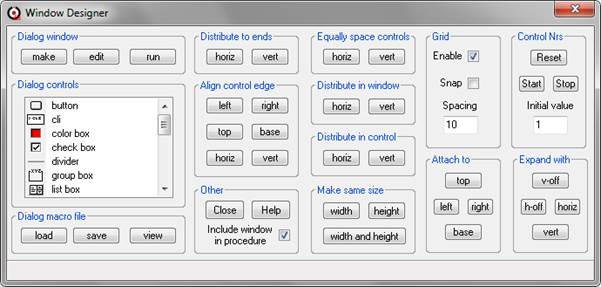 Window Designer
Dialog window
make edit run
Dialog controls
button
cli
color box
check box
divider
group box
list box
Dialog macro file
load save view
Distribute to ends
horiz vert
Align control edge
left right
top base
horiz vert
Other
Close Help
Include window
in procedure
Equally space controls
horiz vert
Distribute in window
horiz vert
Distribute in control
horiz vert
Make same size
width height
width and height
Grid
Enable
Snap
Spacing
10
Attach to
top
left right
base
Control Nrs
Reset
Start Stop
Initial value
1
Expand with
v-off
h-off horiz
vert